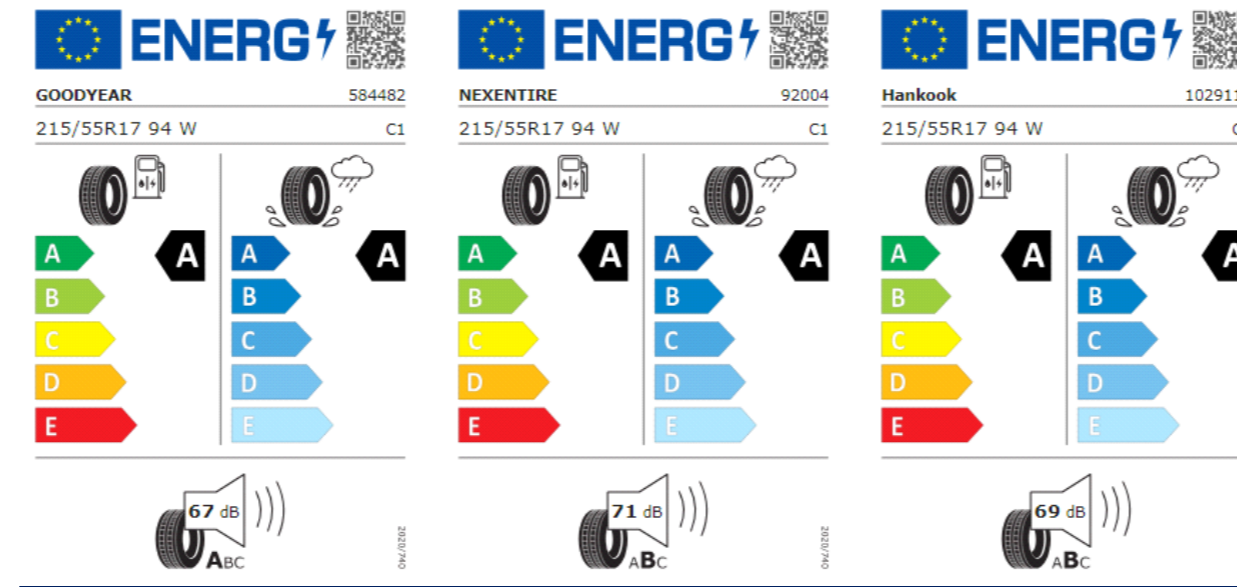 ENERG
GOODYEAR 584482
215/55R17 94 W C1
A A A A
B B
C C
D D
E E
67 dB
ABC
2020/740
ENERG
NEXENTIRE 92004
215/55R17 94 W C1
A A A A
B B
C C
D D
E E
71 dB
ABC
2020/740
ENERG
Hankook
215/55R17 94 W
A A A A
B B
C C
D D
E E
69 dB
ABC